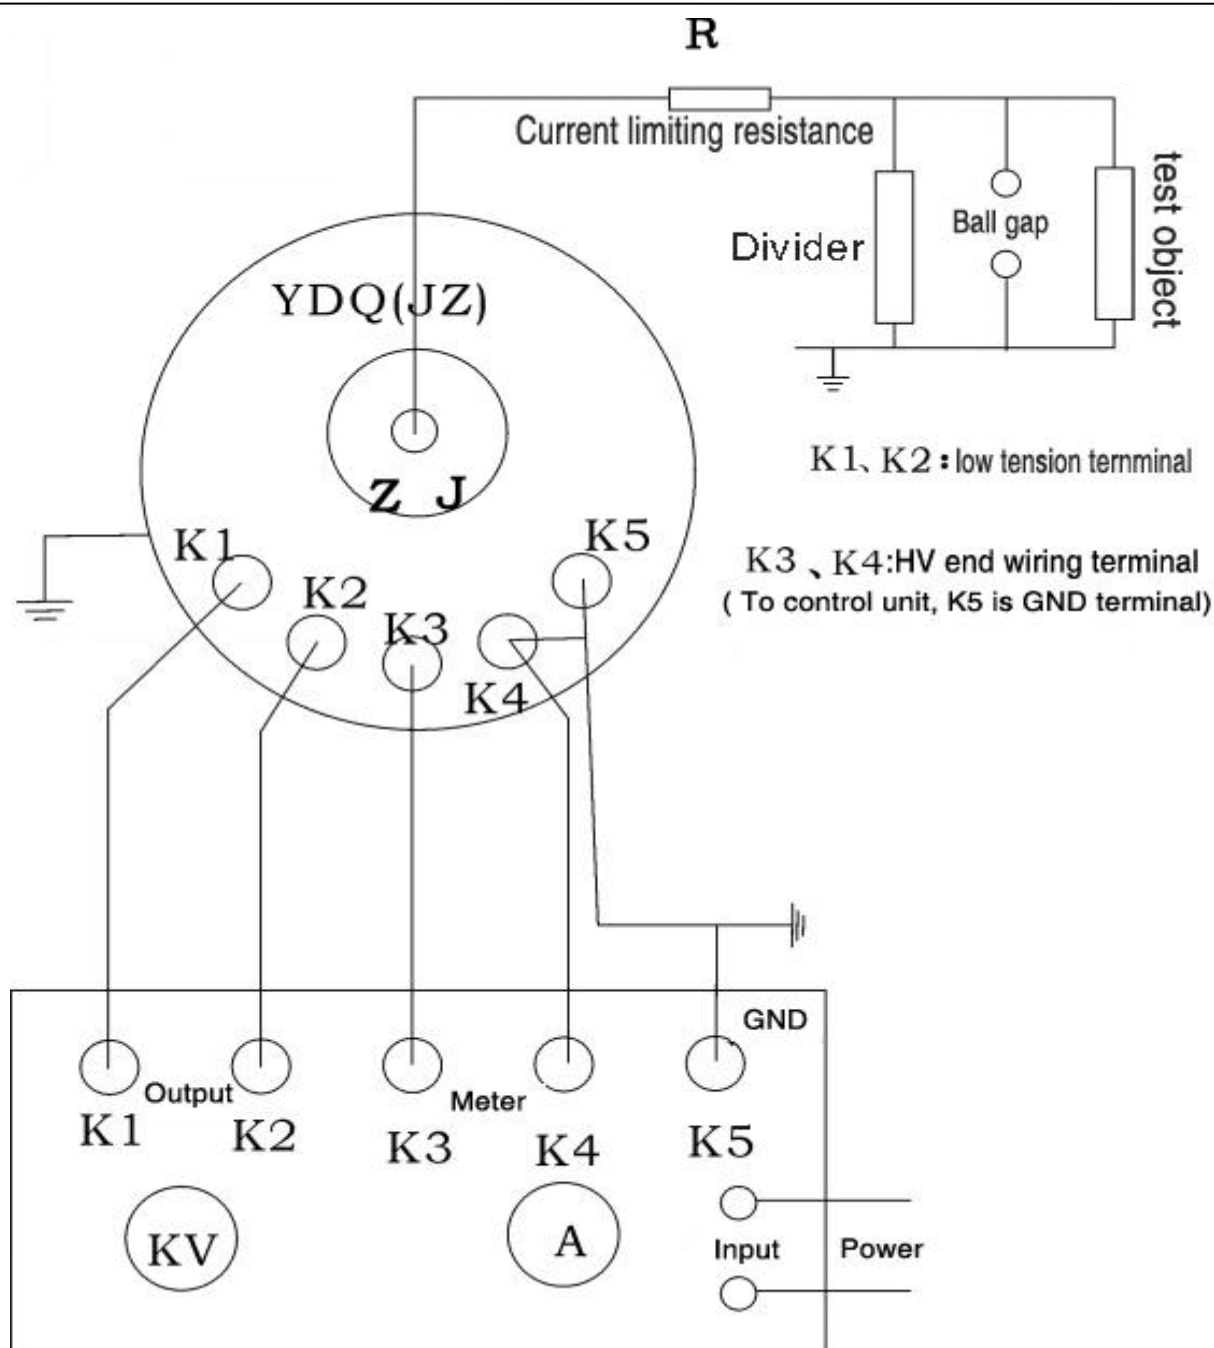 R
Current limiting resistance
test object
Ball gap
Divider
YDQ(JZ)
Z J
K1、K2：low tension ternminal
K1
K5
K2
K3、K4:HV end wiring terminal
( To control unit, K5 is GND terminal)
K3
K4
GND
Output
Meter
K1
K2
K3
K4
K5
KV
A
Input
Power